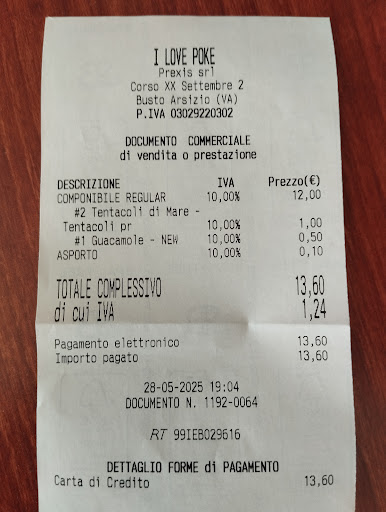 I LOVE POKE
Prexis srl
Corso XX Settembre 2
Busto Arsizio (VA)
P.IVA 03029220302
DOCUMENTO COMMERCIALE
di vendita o prestazione
DESCRIZIONE IVA Prezzo(€)
COMPONIBILE REGULAR 10,00% 12,00
#2 Tentacoli di Mare -
Tentacoli pr 10,00% 1,00
#1 Guacamole - NEW 10,00% 0,50
ASPORTO 10,00% 0,10
TOTALE COMPLESSIVO 13,60
di cui IVA 1,24
Pagamento elettronico 13,60
Importo pagato 13,60
28-05-2025 19:04
DOCUMENTO N. 1192-0064
RT 99IEB029616
DETTAGLIO FORME di PAGAMENTO
Carta di Credito 13,60